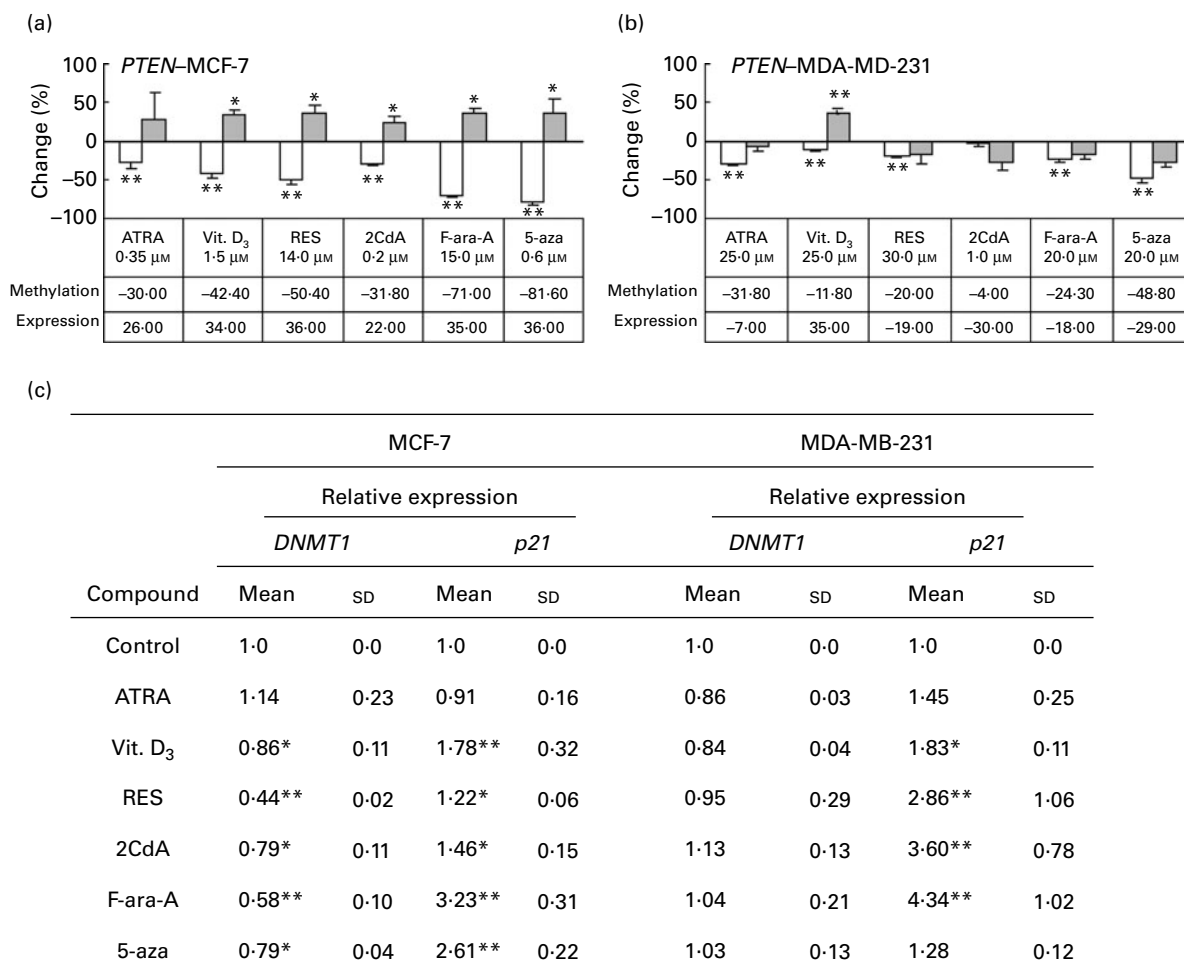 (a)
PTEN–MCF-7
Change (%)
100
50
0
−50
−100
*
*
*
*
*
**
**
**
**
**
**
ATRA Vit. D3 RES 2CdA F-ara-A 5-aza
0·35 μM 1·5 μM 14·0 μM 0·2 μM 15·0 μM 0·6 μM
Methylation −30·00 −42·40 −50·40 −31·80 −71·00 −81·60
Expression 26·00 34·00 36·00 22·00 35·00 36·00
(b)
PTEN–MDA-MD-231
Change (%)
100
50
0
−50
−100
**
**
**
**
**
**
ATRA Vit. D3 RES 2CdA F-ara-A 5-aza
25·0 μM 25·0 μM 30·0 μM 1·0 μM 20·0 μM 20·0 μM
Methylation −31·80 −11·80 −20·00 −4·00 −24·30 −48·80
Expression −7·00 35·00 −19·00 −30·00 −18·00 −29·00
(c)
MCF-7 MDA-MB-231
Relative expression Relative expression
DNMT1 p21 DNMT1 p21
Compound Mean SD Mean SD Mean SD Mean SD
Control 1·0 0·0 1·0 0·0 1·0 0·0 1·0 0·0
ATRA 1·14 0·23 0·91 0·16 0·86 0·03 1·45 0·25
Vit. D3 0·86* 0·11 1·78** 0·32 0·84 0·04 1·83* 0·11
RES 0·44** 0·02 1·22* 0·06 0·95 0·29 2·86** 1·06
2CdA 0·79* 0·11 1·46* 0·15 1·13 0·13 3·60** 0·78
F-ara-A 0·58** 0·10 3·23** 0·31 1·04 0·21 4·34** 1·02
5-aza 0·79* 0·04 2·61** 0·22 1·03 0·13 1·28 0·12